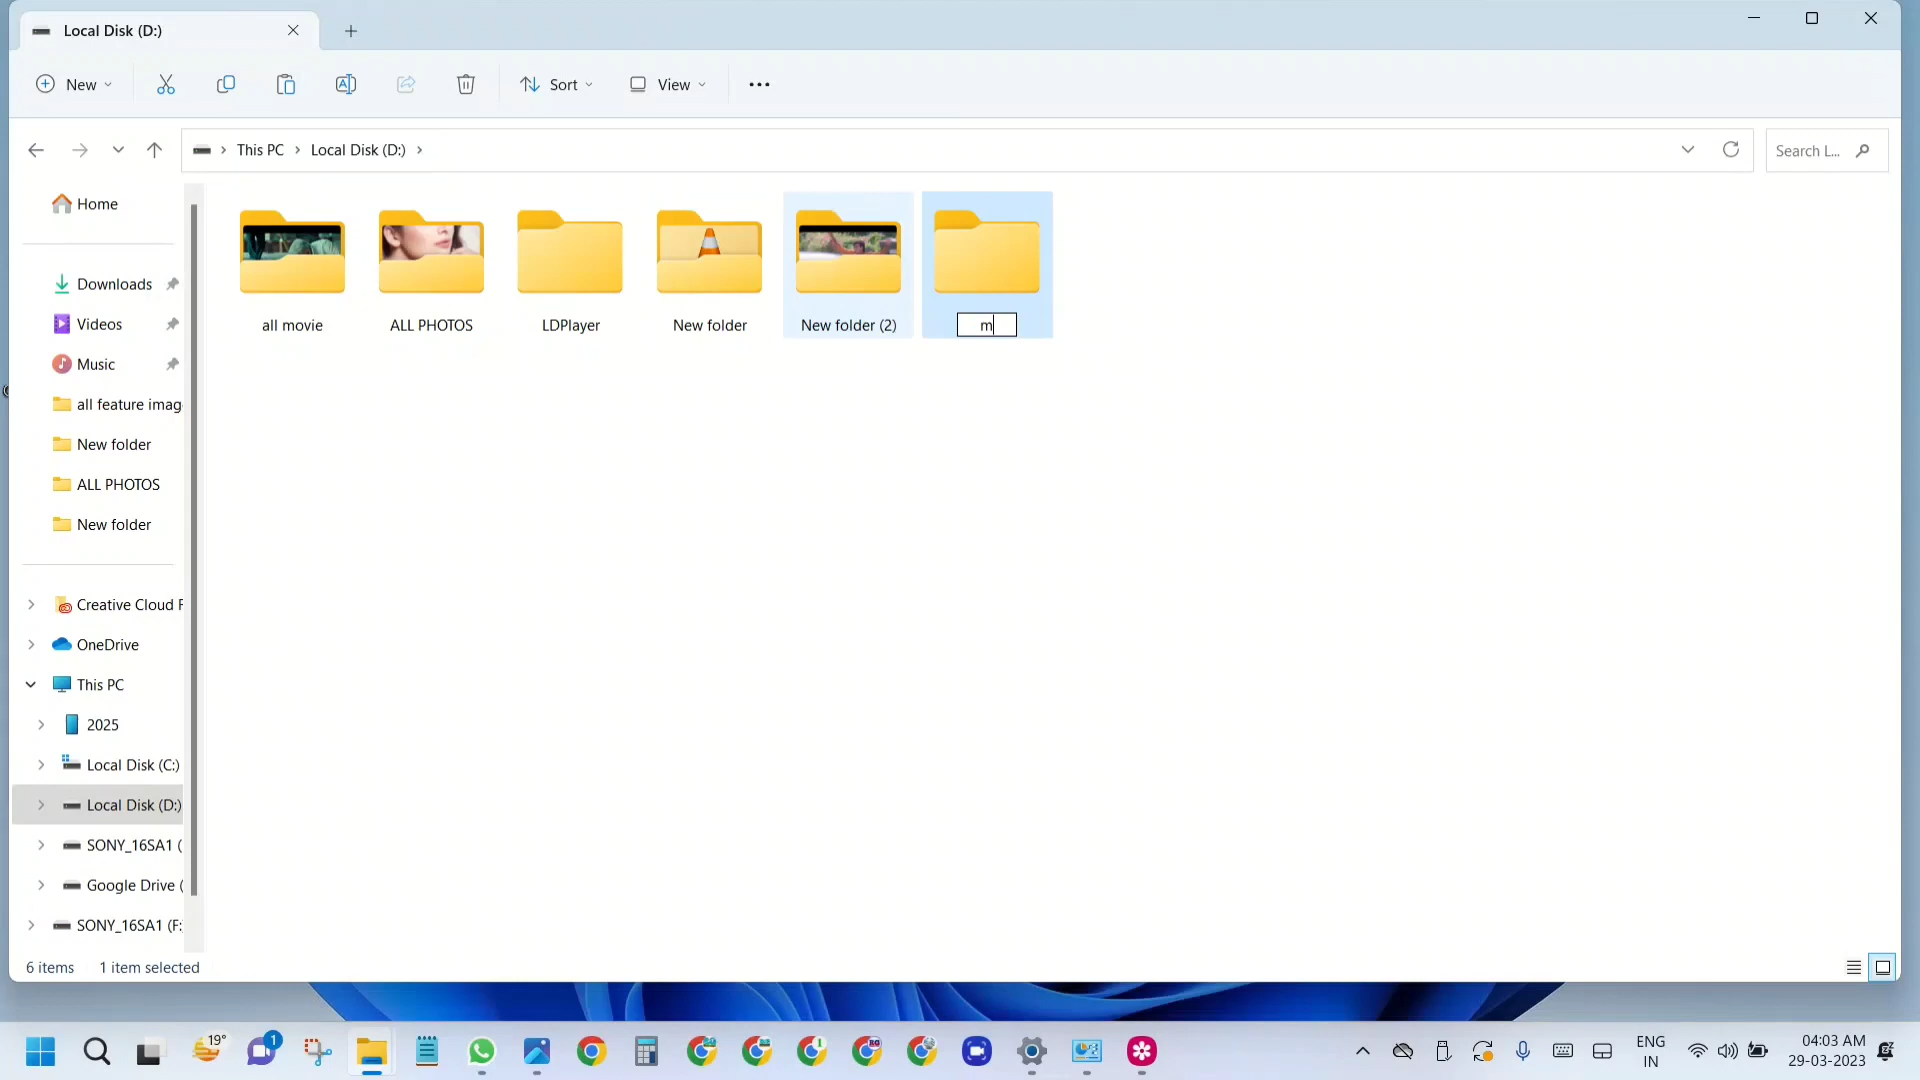 Local Disk (D:)
New
Sort
View
This PC
Local Disk (D:)
Search L...
Home
Downloads
Videos
Music
all feature imag
New folder
ALL PHOTOS
New folder
Creative Cloud F
OneDrive
This PC
2025
Local Disk (C:)
Local Disk (D:)
SONY_16SA1 (
Google Drive (
SONY_16SA1 (F:
all movie
ALL PHOTOS
LDPlayer
New folder
New folder (2)
m
6 items
1 item selected
19°
1
ENG
IN
04:03 AM
29-03-2023